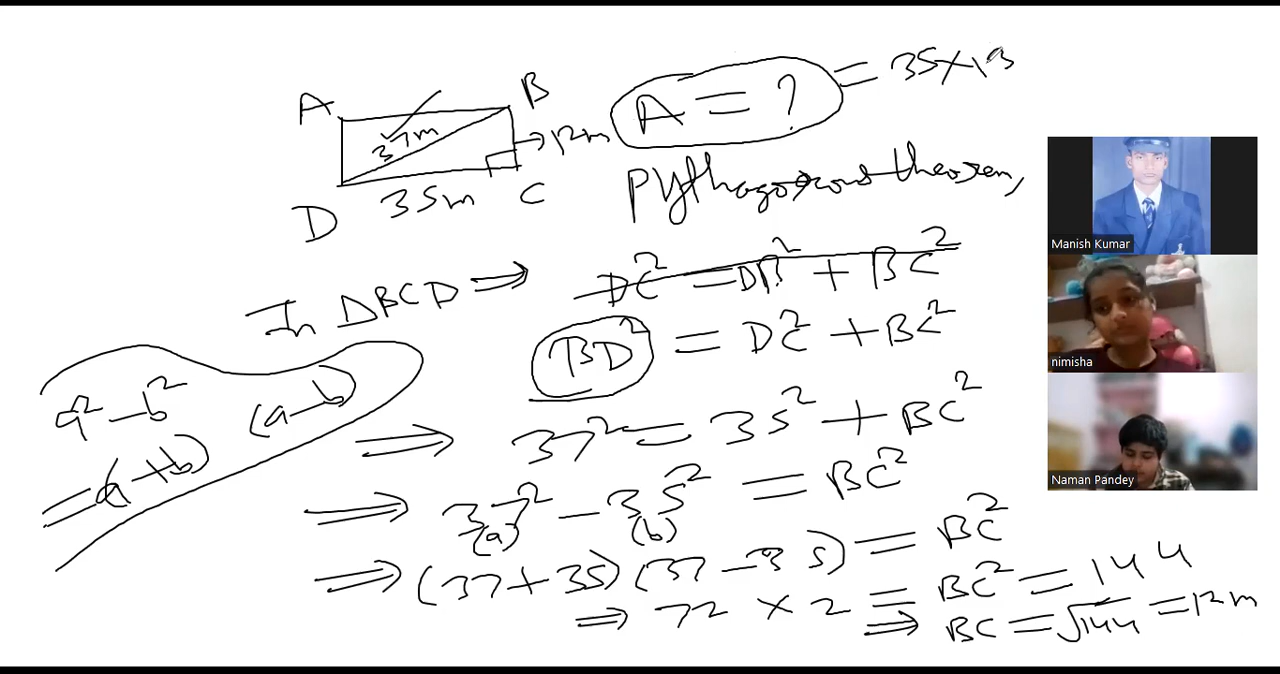 A B
37m → 12m
D 35m C
A = ? = 35×1
Pythagorous theorem,
In ΔBCD ⇒ DC² = DB² + BC²
BD² = DC² + BC²
a² - b² = (a+b) (a-b)
⇒ 37² = 35² + BC²
⇒ 37² - 35² = BC²
(a) (b)
⇒ (37+35) (37-35) = BC²
⇒ 72 × 2 = BC² = 144
⇒ BC = √144 = 12m
Manish Kumar
nimisha
Naman Pandey